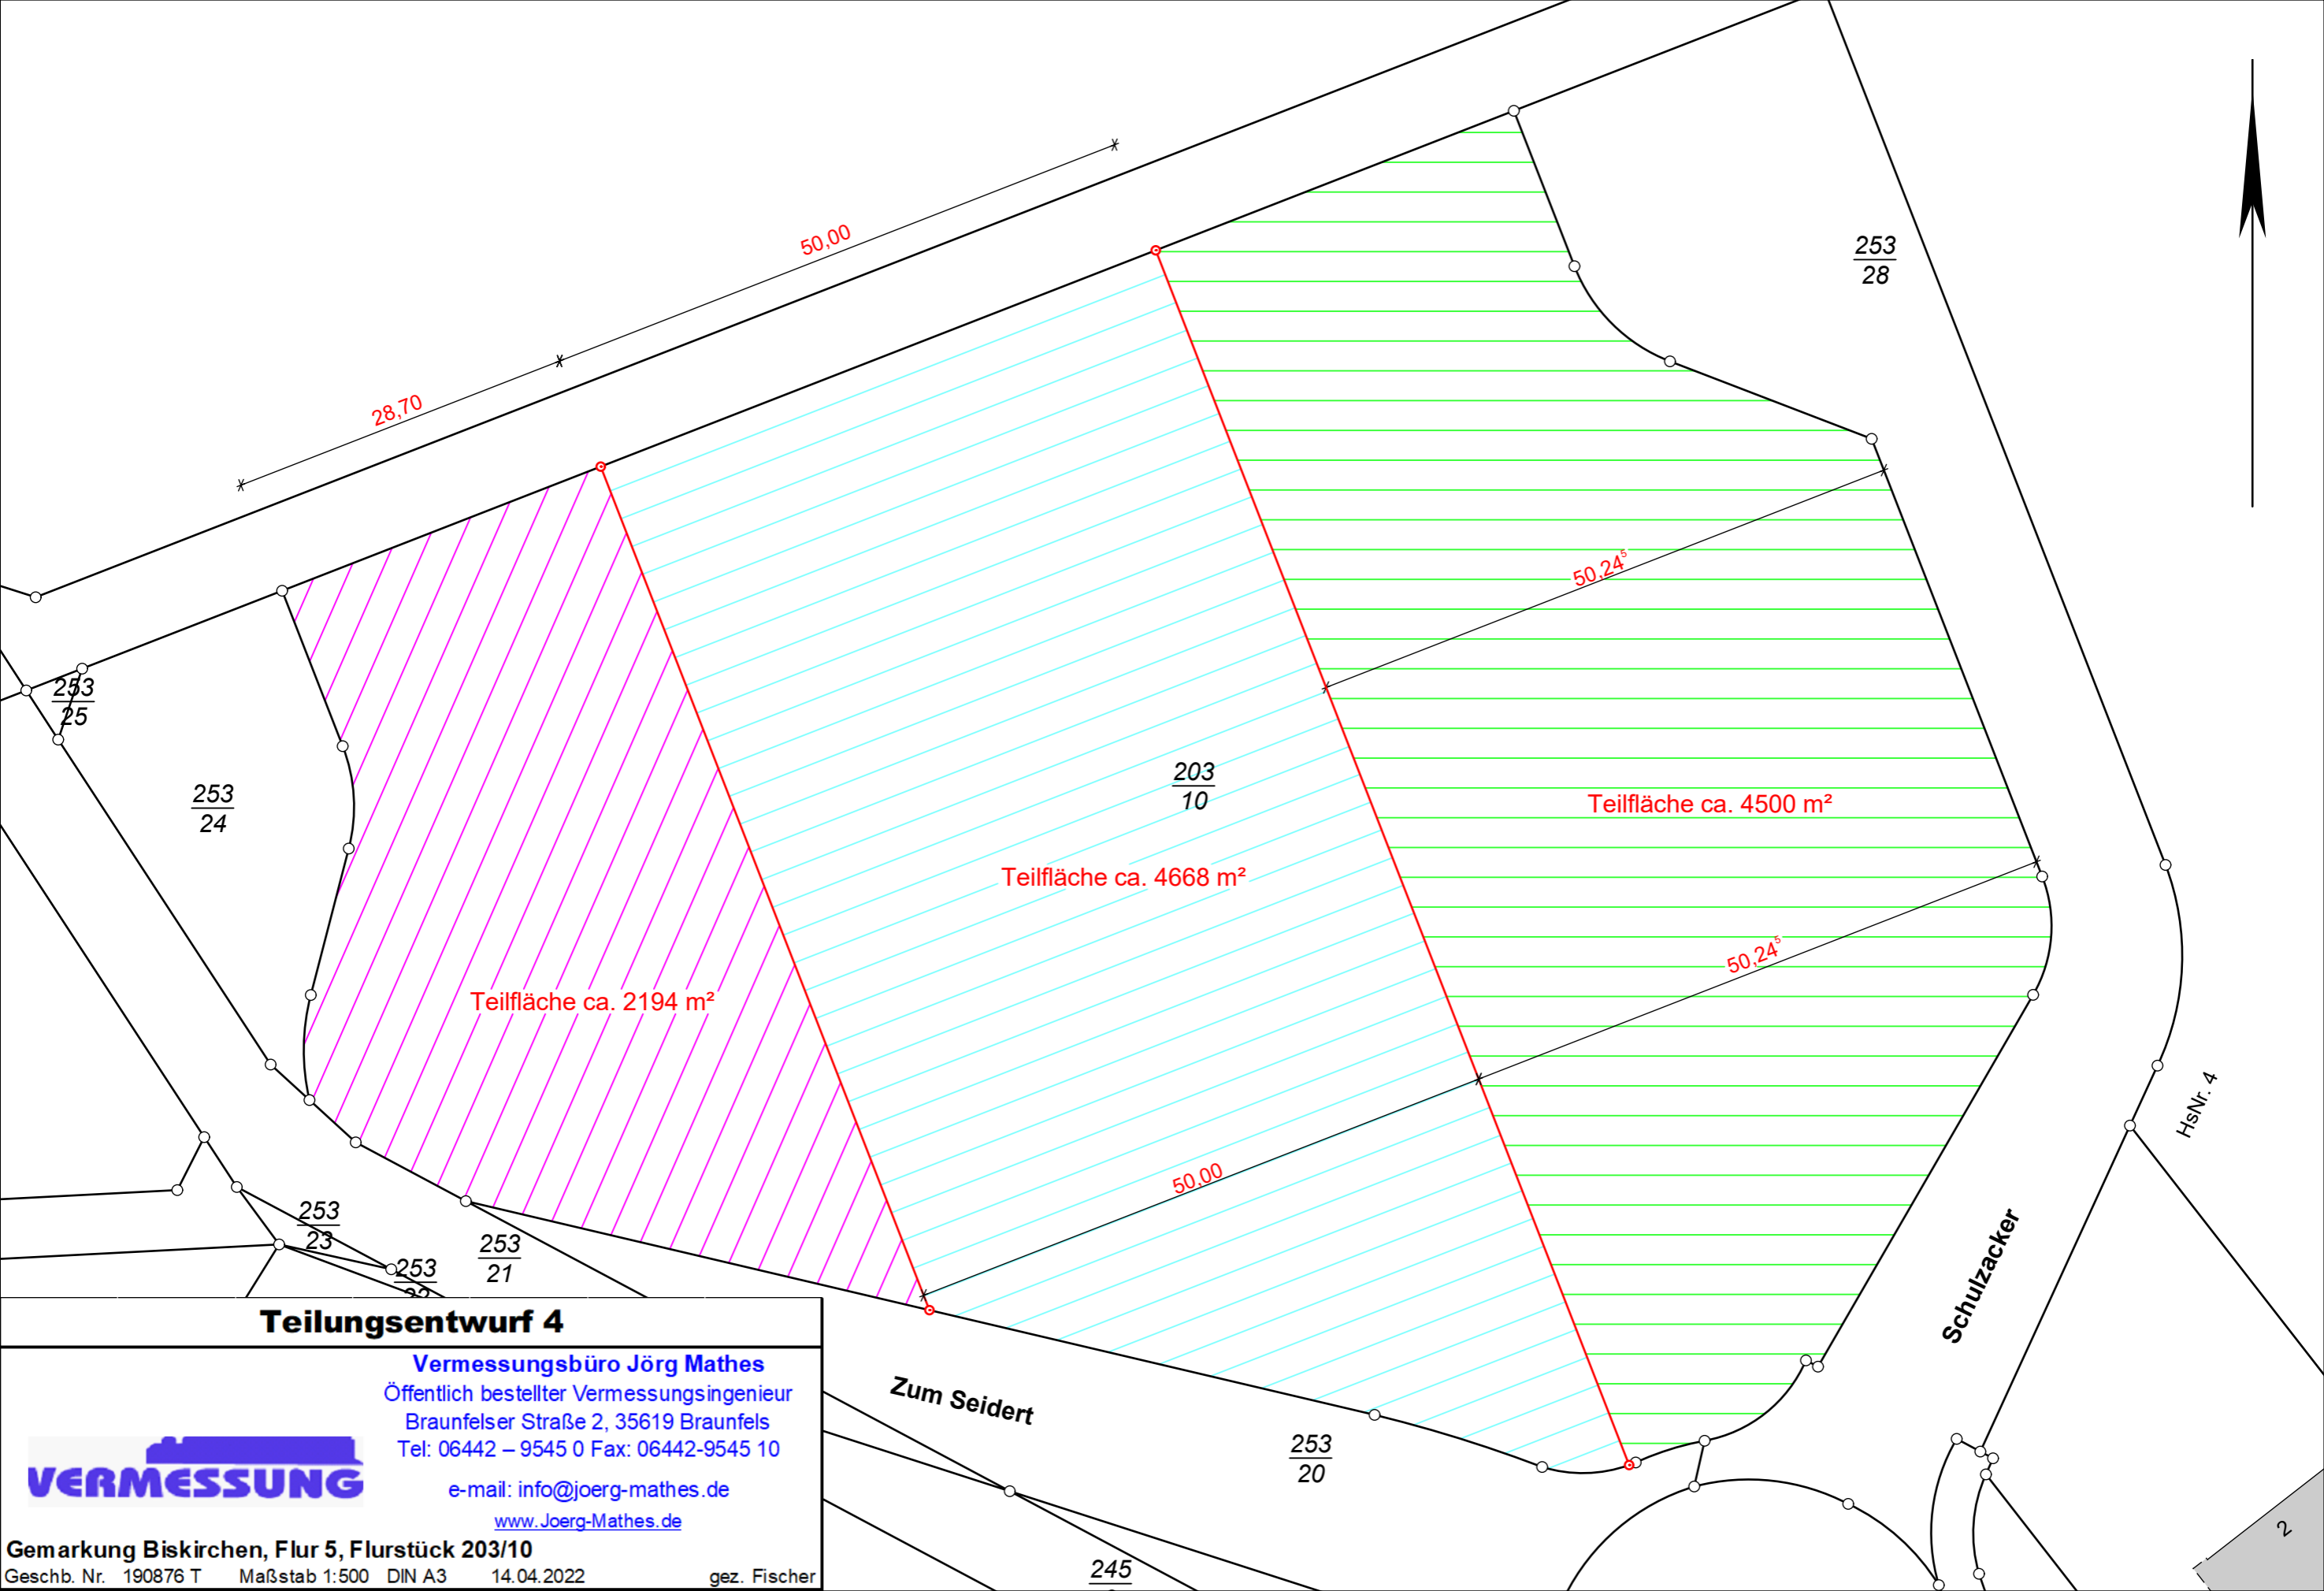 50,00
253
28
28,70
50,24⁵
253
25
203
10
253
24
Teilfläche ca. 4500 m²
Teilfläche ca. 4668 m²
50,24⁵
Teilfläche ca. 2194 m²
HsNr. 4
50,00
253
23
253
21
253
Schulzacker
Zum Seidert
253
20
2
245
Teilungsentwurf 4
Vermessungsbüro Jörg Mathes
Öffentlich bestellter Vermessungsingenieur
Braunfelser Straße 2, 35619 Braunfels
Tel: 06442 – 9545 0 Fax: 06442-9545 10
e-mail: info@joerg-mathes.de
www.Joerg-Mathes.de
VERMESSUNG
Gemarkung Biskirchen, Flur 5, Flurstück 203/10
Geschb. Nr. 190876 T Maßstab 1:500 DIN A3 14.04.2022 gez. Fischer